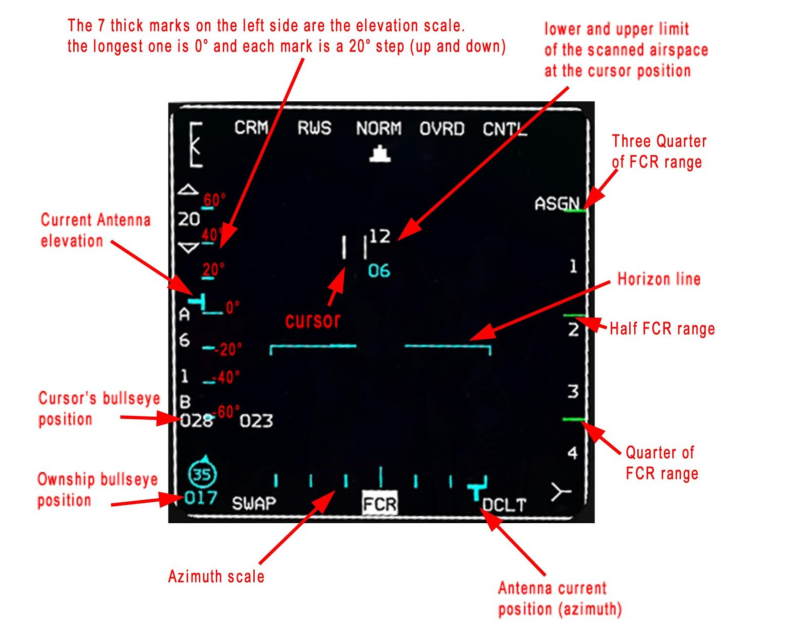 The 7 thick marks on the left side are the elevation scale.
the longest one is 0° and each mark is a 20° step (up and down)
lower and upper limit
of the scanned airspace
at the cursor position
CRM RWS NORM OVRD CNTL
Three Quarter
of FCR range
60°
ASGN
20
Current Antenna
elevation
40°
12
06
20°
1
Horizon line
cursor
0°
A
2
Half FCR range
6
-20°
1
-40°
3
B
Cursor's bullseye
position
-60°
028 023
Quarter of
FCR range
4
Ownship bullseye
position
35
017
SWAP FCR DCLT
Azimuth scale
Antenna current
position (azimuth)